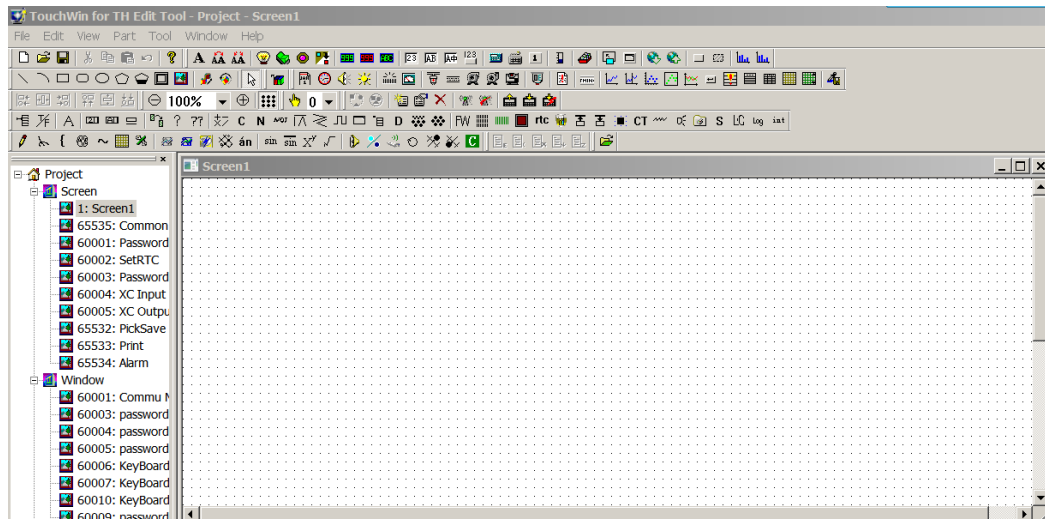 TouchWin for TH Edit Tool - Project - Screen1
File Edit View Part Tool Window Help
A
100% 0
A ? ?? C N D RW rtc CT S log int
án sin C
Project
Screen
1: Screen1
65535: Common
60001: Password
60002: SetRTC
60003: Password
60004: XC Input
60005: XC Outpu
65532: PickSave
65533: Print
65534: Alarm
Window
60001: Commu
60003: password
60004: password
60005: password
60006: KeyBoard
60007: KeyBoard
60010: KeyBoard
60009: password
Screen1